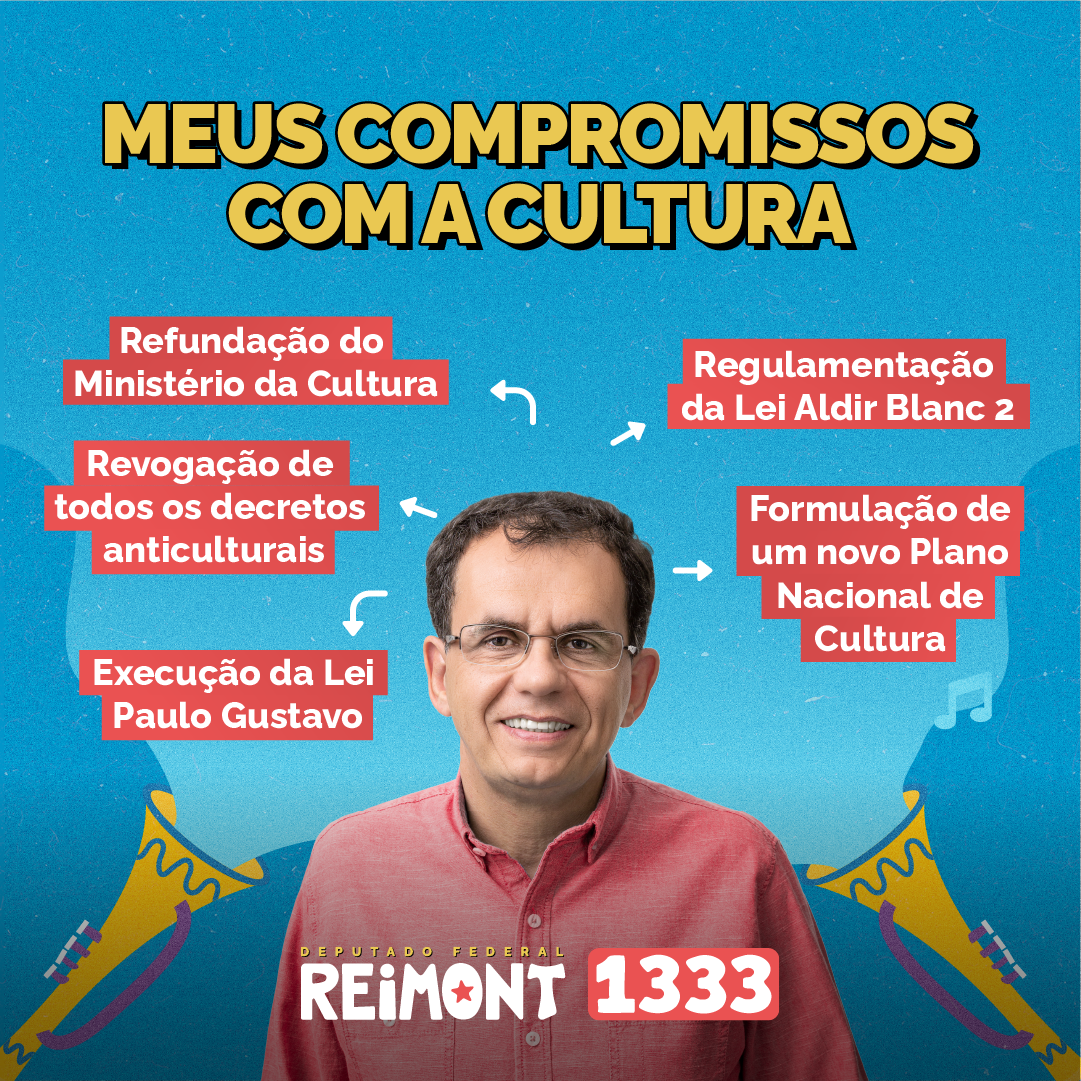 MEUS COMPROMISSOS
COM A CULTURA
Refundação do
Ministério da Cultura
Regulamentação
da Lei Aldir Blanc 2
Revogação de
todos os decretos
anticulturais
Formulação de
um novo Plano
Nacional de
Cultura
Execução da Lei
Paulo Gustavo
DEPUTADO FEDERAL
REiMONT 1333